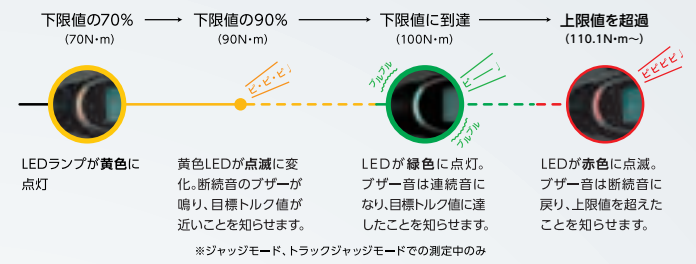 下限値の70% → 下限値の90% → 下限値に到達 → 上限値を超過
(70N・m) (90N・m) (100N・m) (110.1N・m～)
ピ・ピ・ピ♩
ブルブル
ピーー♩
ブルブル
ピピピピ♩
LEDランプが黄色に
点灯
黄色LEDが点滅に変
化。断続音のブザーが
鳴り、目標トルク値が
近いことを知らせます。
LEDが緑色に点灯。
ブザー音は連続音に
なり、目標トルク値に達
したことを知らせます。
LEDが赤色に点滅。
ブザー音は断続音に
戻り、上限値を超えた
ことを知らせます。
※ジャッジモード、トラックジャッジモードでの測定中のみ